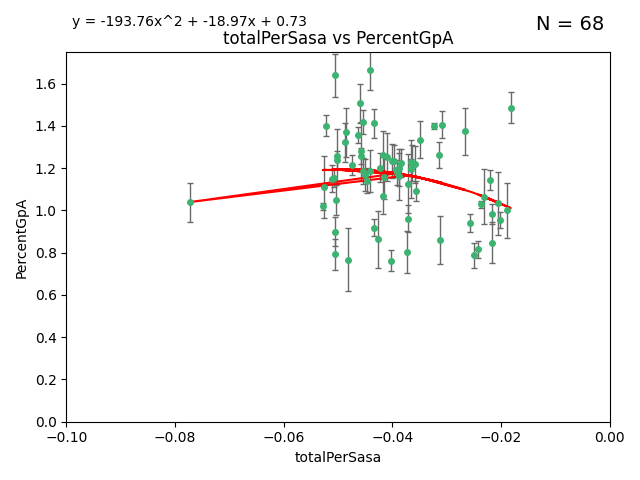 y = -193.76x^2 + -18.97x + 0.73
N = 68
totalPerSasa vs PercentGpA
PercentGpA
1.6
1.4
1.2
1.0
0.8
0.6
0.4
0.2
0.0
-0.10 -0.08 -0.06 -0.04 -0.02 0.00
totalPerSasa